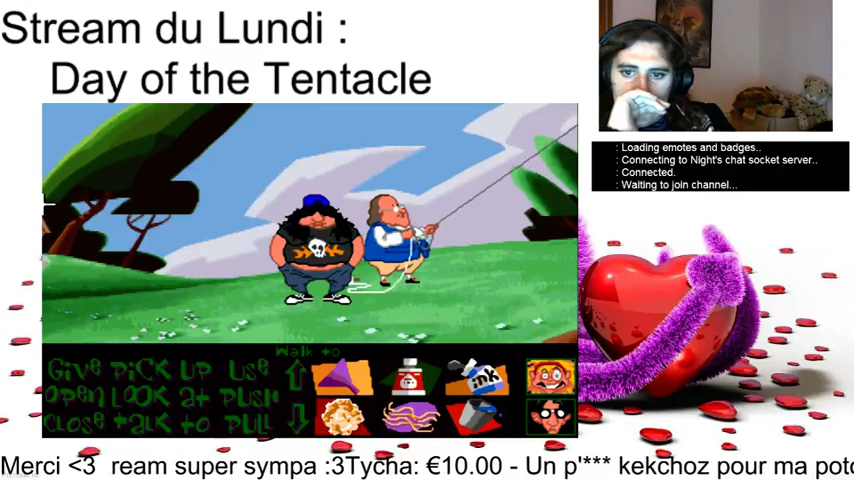 Stream du Lundi :
Day of the Tentacle
: Loading emotes and badges..
: Connecting to Night's chat socket server..
: Connected.
: Waiting to join channel...
Walk to
Give Pick up Use
Open Look at Push
Close Talk to Pull
ink
Merci <3 ream super sympa :3Tycha: €10.00 - Un p'*** kekchoz pour ma poto